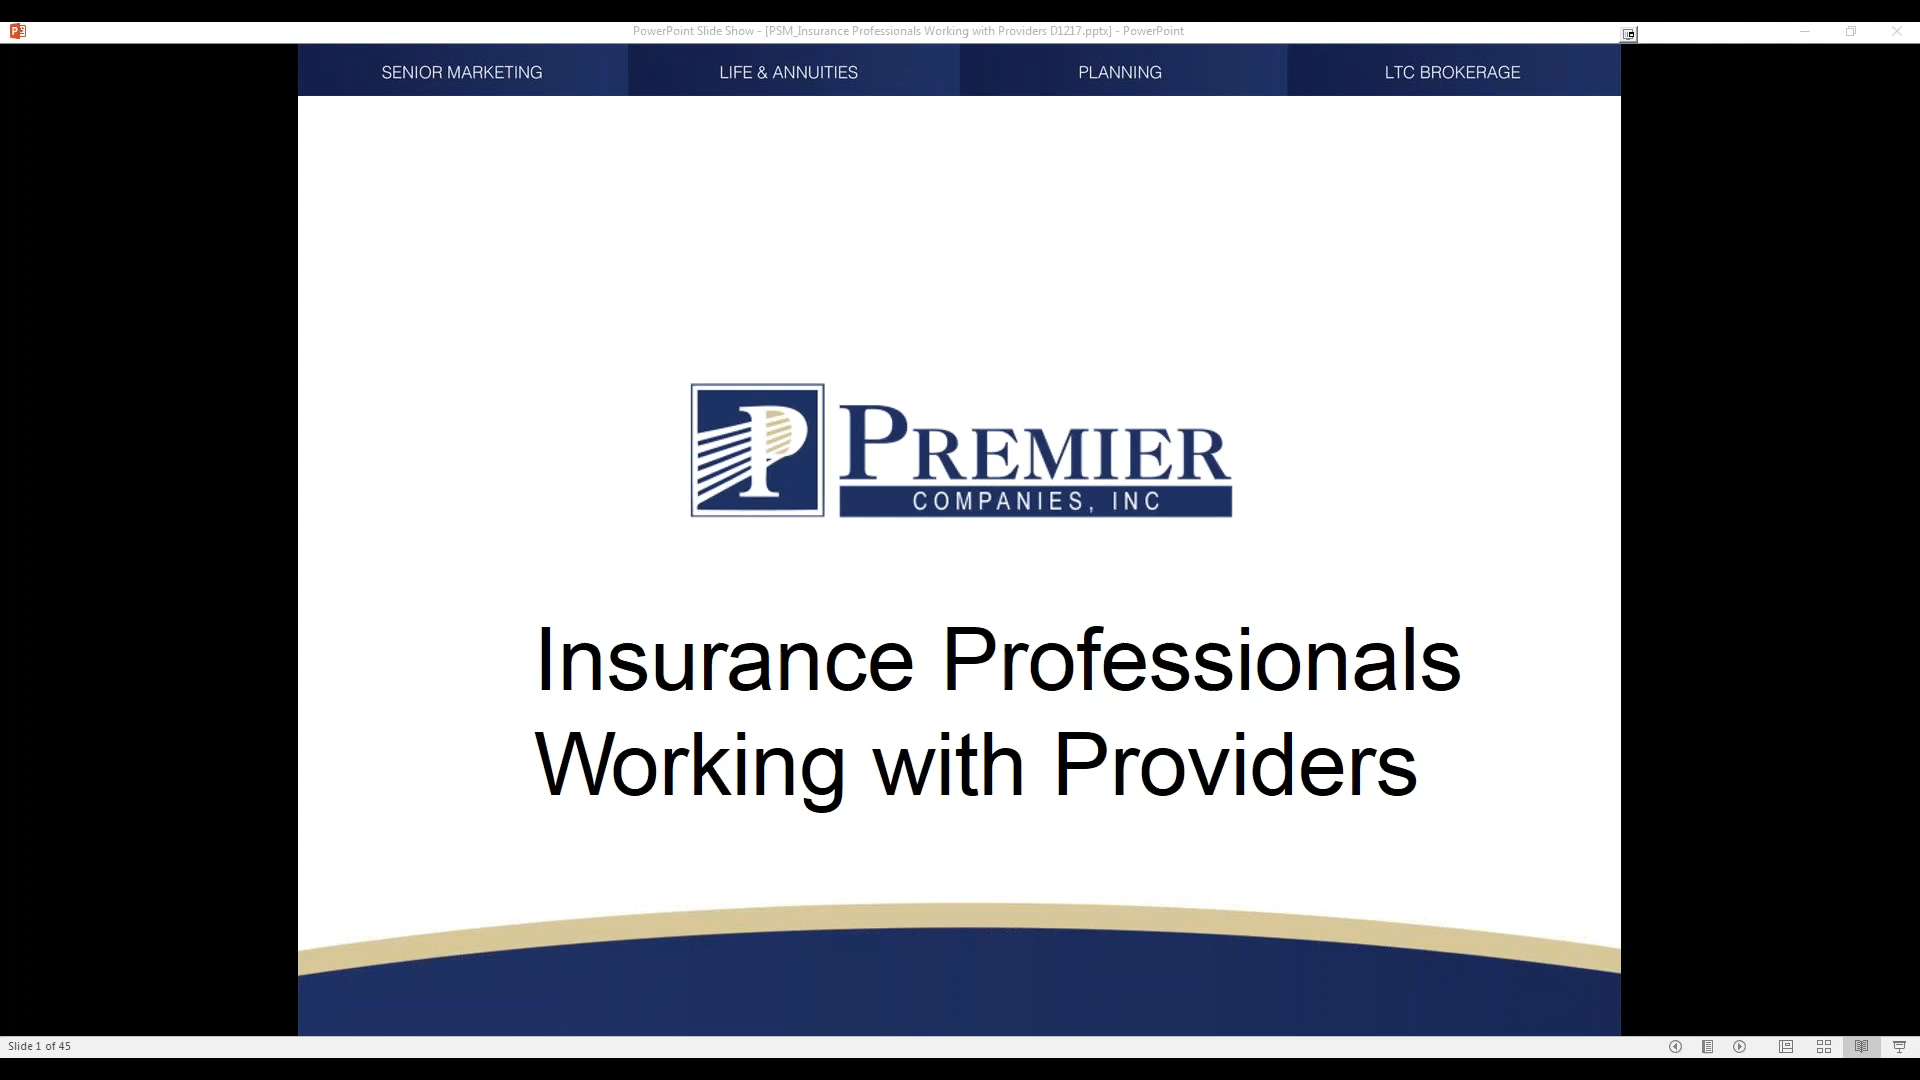 PowerPoint Slide Show - [PSM_Insurance Professionals Working with Providers D1217.pptx] - PowerPoint
SENIOR MARKETING
LIFE & ANNUITIES
PLANNING
LTC BROKERAGE
P PREMIER
COMPANIES, INC
Insurance Professionals
Working with Providers
Slide 1 of 45